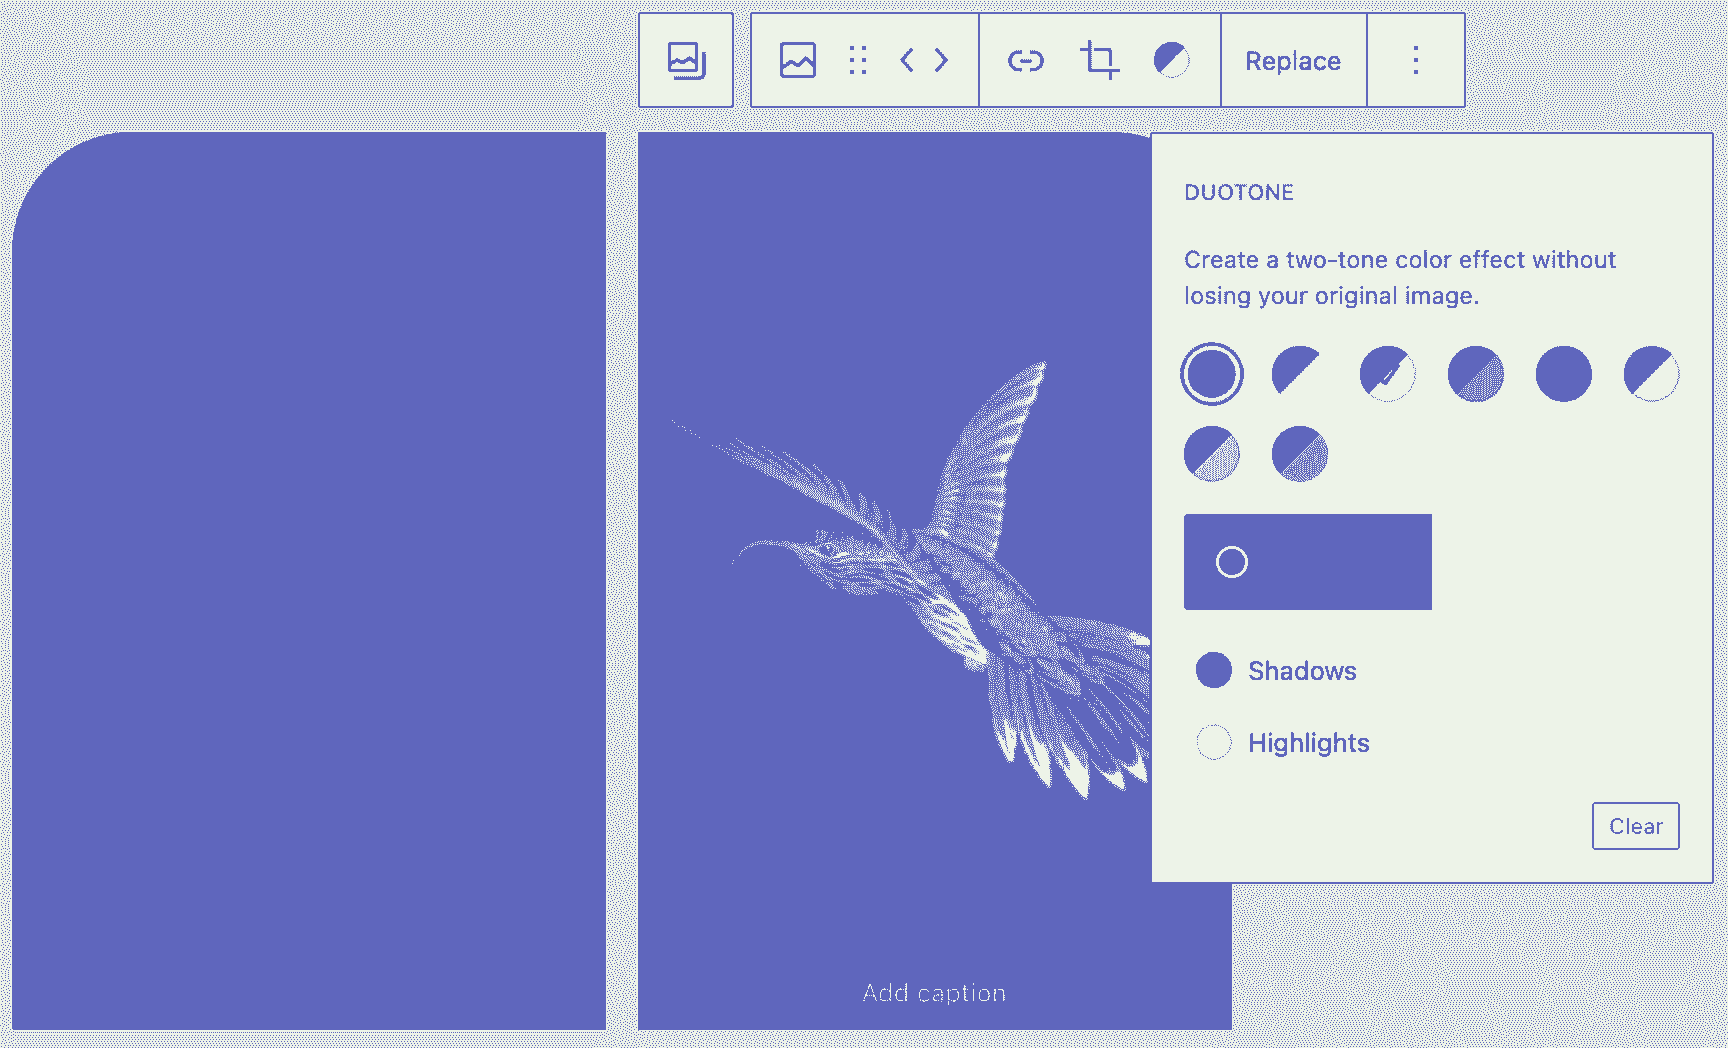 Replace
DUOTONE
Create a two-tone color effect without
losing your original image.
Shadows
Highlights
Clear
Add caption